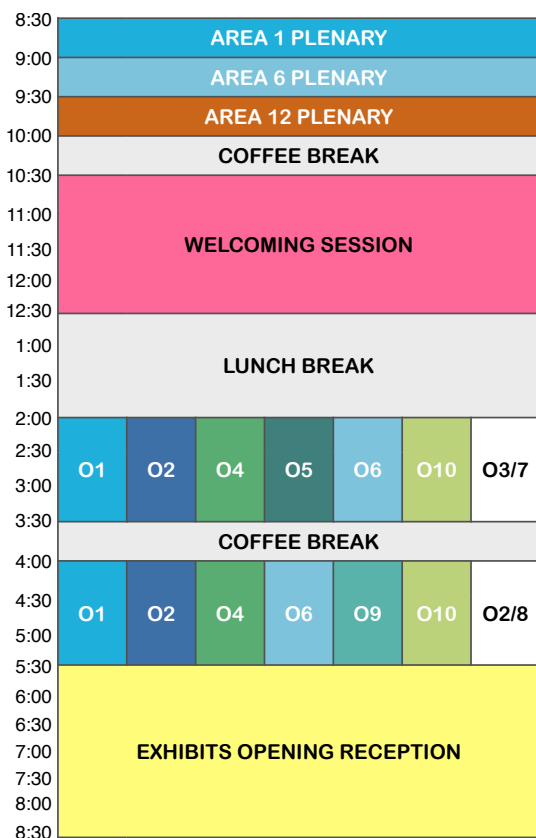 8:30
AREA 1 PLENARY
9:00
AREA 6 PLENARY
9:30
AREA 12 PLENARY
10:00
COFFEE BREAK
10:30
11:00
WELCOMING SESSION
11:30
12:00
12:30
1:00
LUNCH BREAK
1:30
2:00
2:30
O1 O2 O4 O5 O6 O10 O3/7
3:00
3:30
COFFEE BREAK
4:00
4:30
O1 O2 O4 O6 O9 O10 O2/8
5:00
5:30
6:00
6:30
EXHIBITS OPENING RECEPTION
7:00
7:30
8:00
8:30